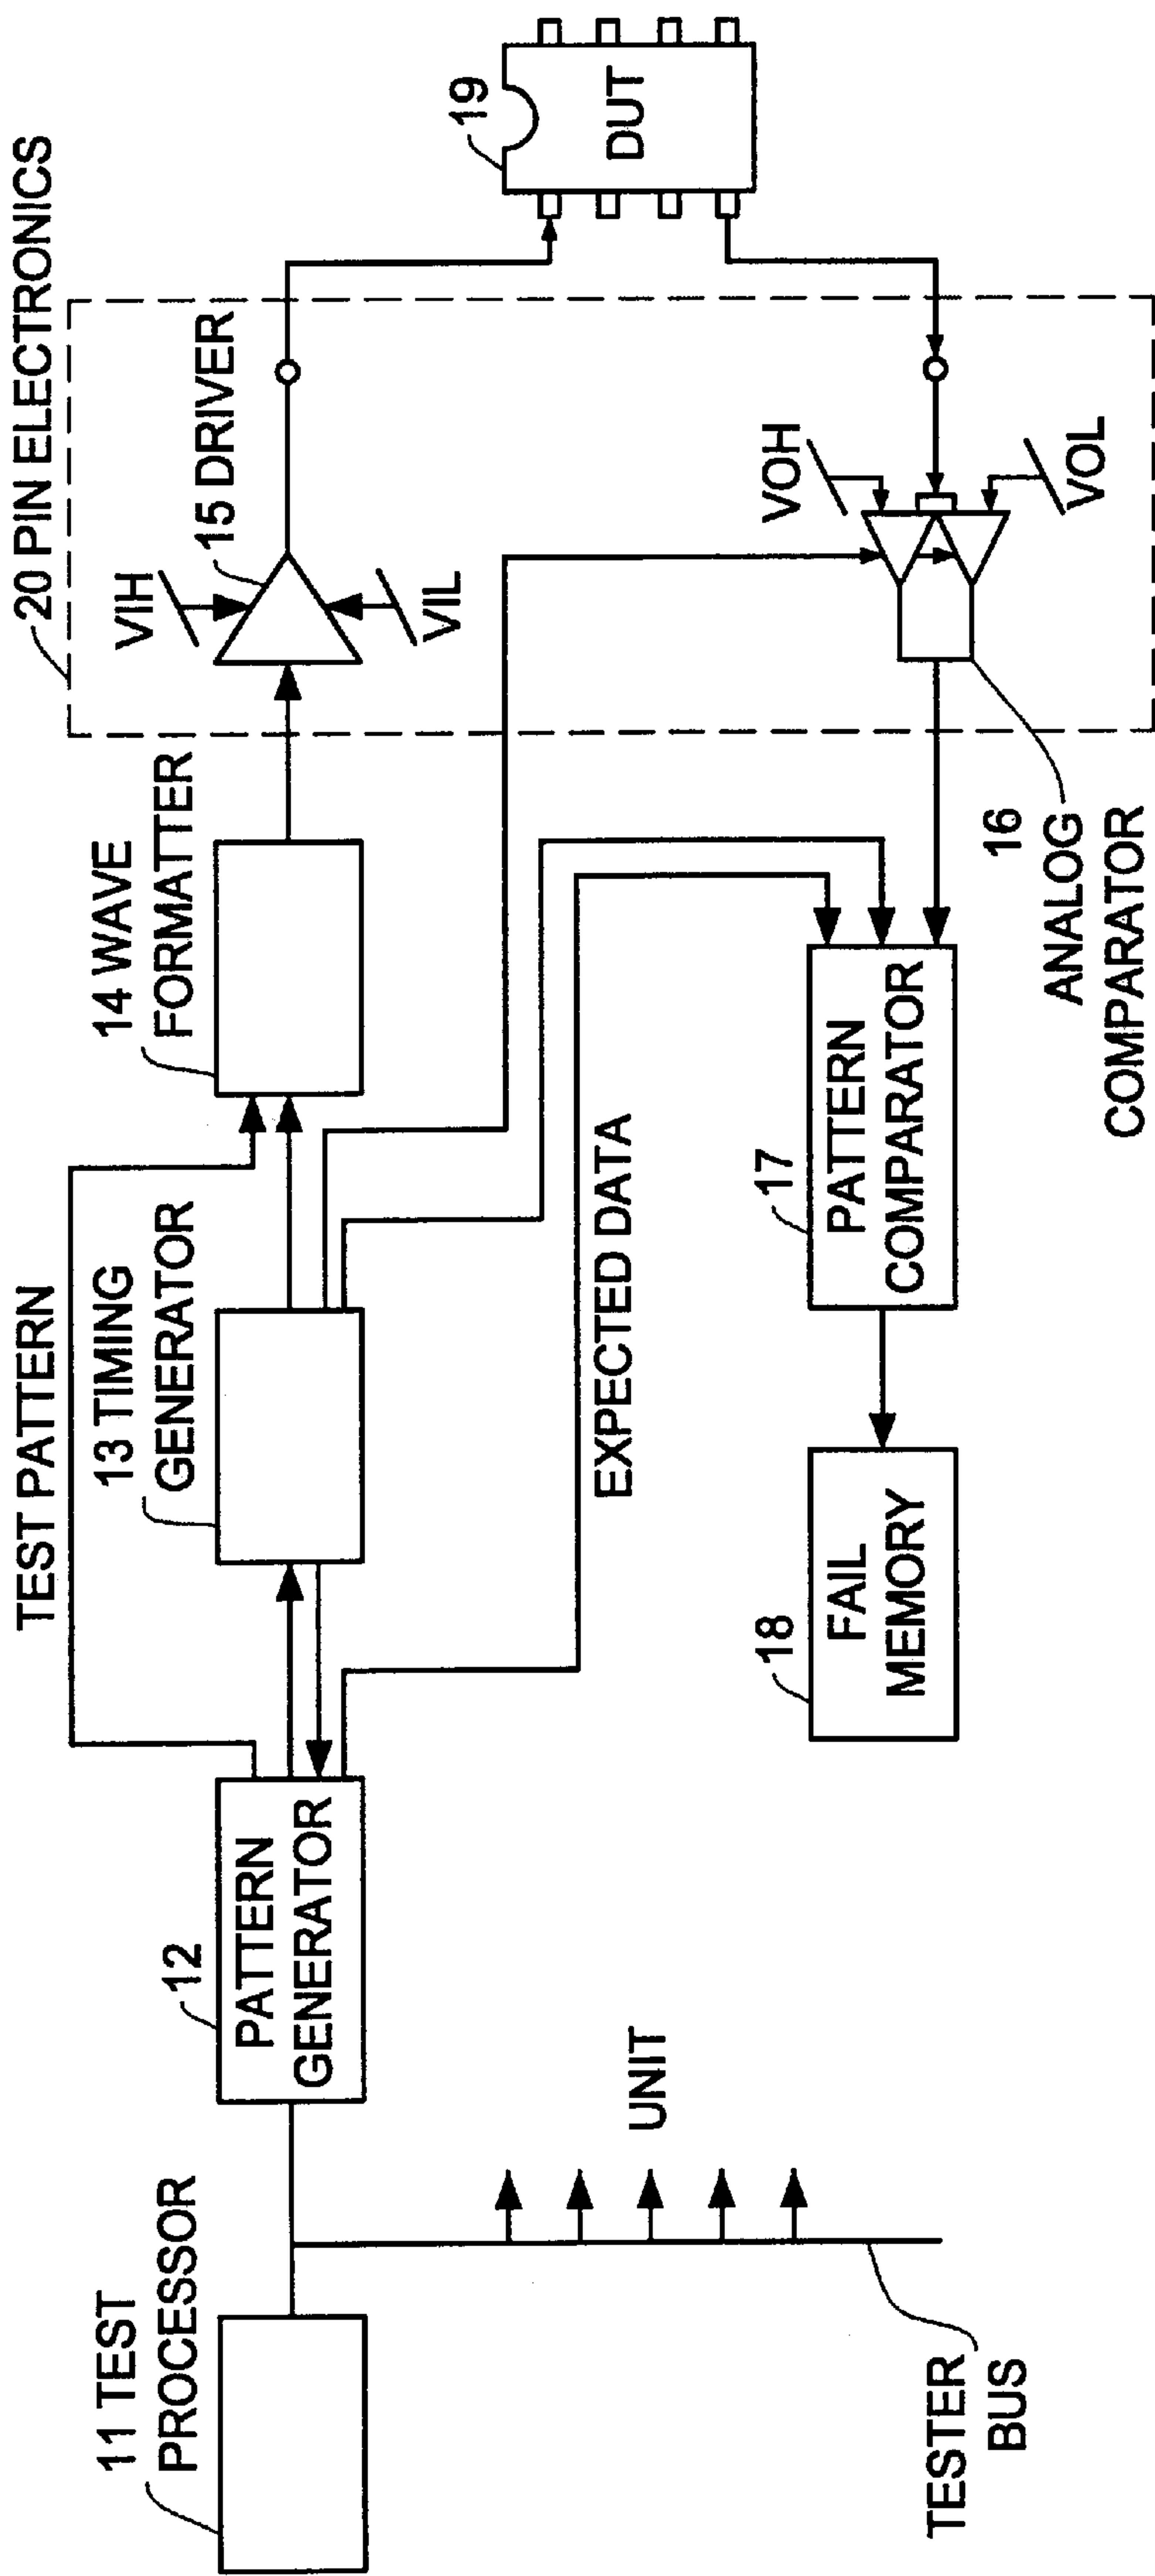 11 TEST
PROCESSOR
TESTER
BUS
UNIT
12
PATTERN
GENERATOR
TEST PATTERN
13 TIMING
GENERATOR
14 WAVE
FORMATTER
EXPECTED DATA
18
FAIL
MEMORY
17
PATTERN
COMPARATOR
16
ANALOG
COMPARATOR
20 PIN ELECTRONICS
VIH
15 DRIVER
VIL
VOH
VOL
19
DUT